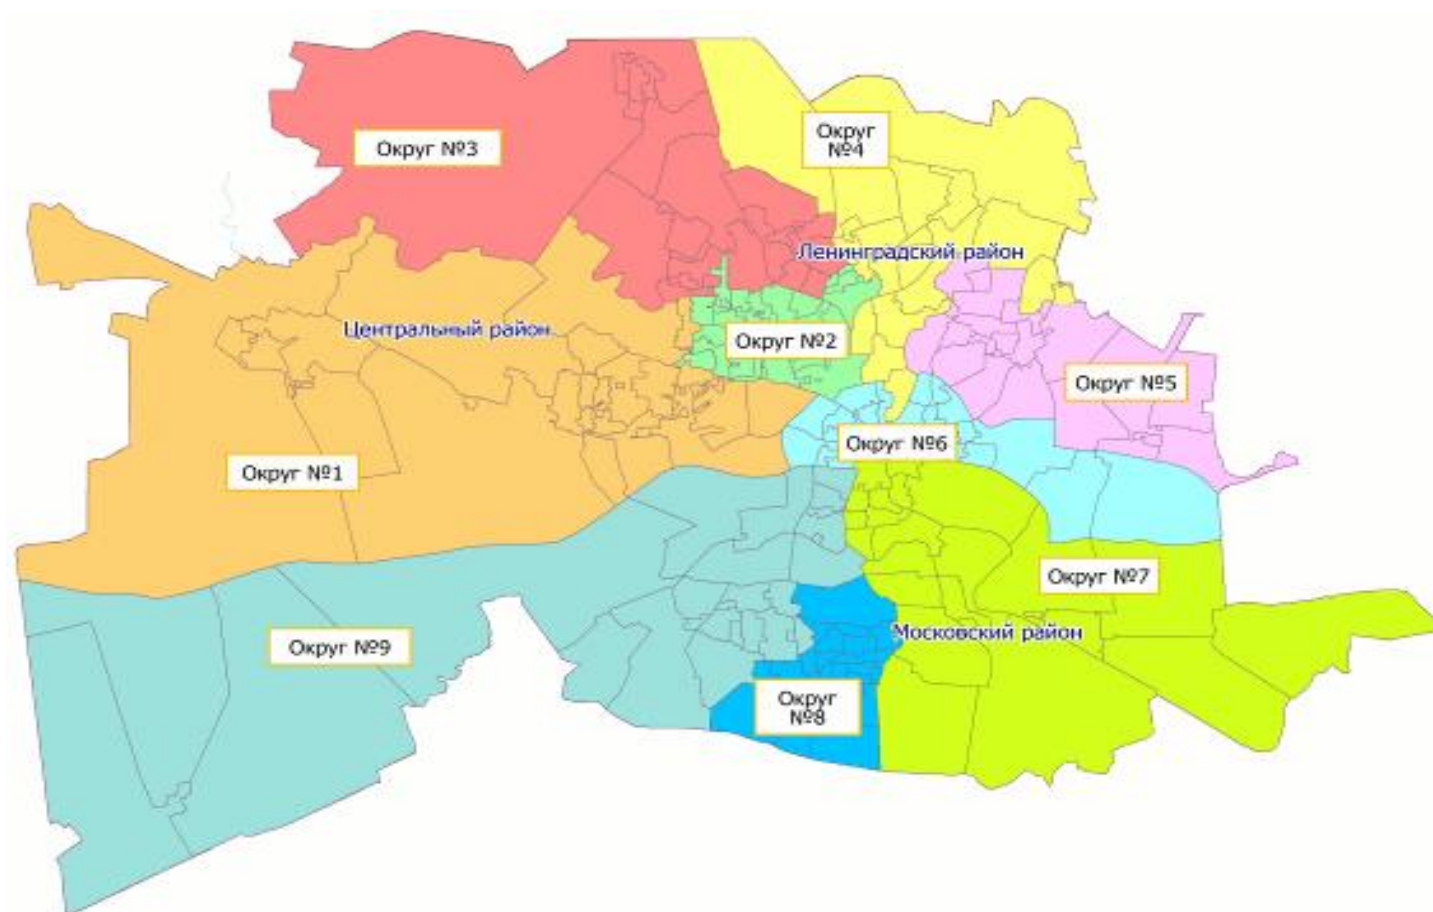 Округ №3
Округ
№4
Ленинградский район
Центральный район
Округ №2
Округ №5
Округ №6
Округ №1
Округ №7
Московский район
Округ №9
Округ
№8